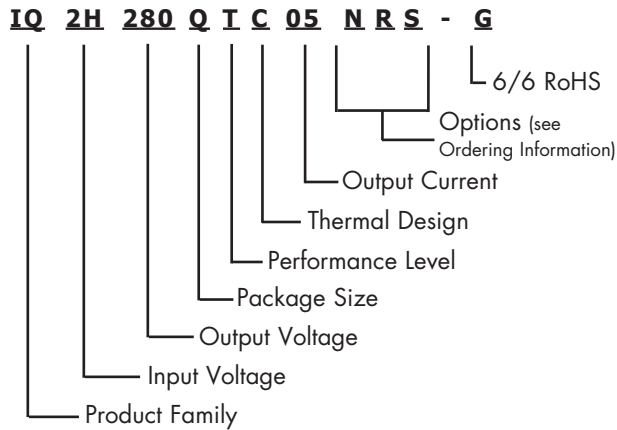 IQ 2H 280 Q T C 05 N R S - G
6/6 RoHS
Options (see
Ordering Information)
Output Current
Thermal Design
Performance Level
Package Size
Output Voltage
Input Voltage
Product Family